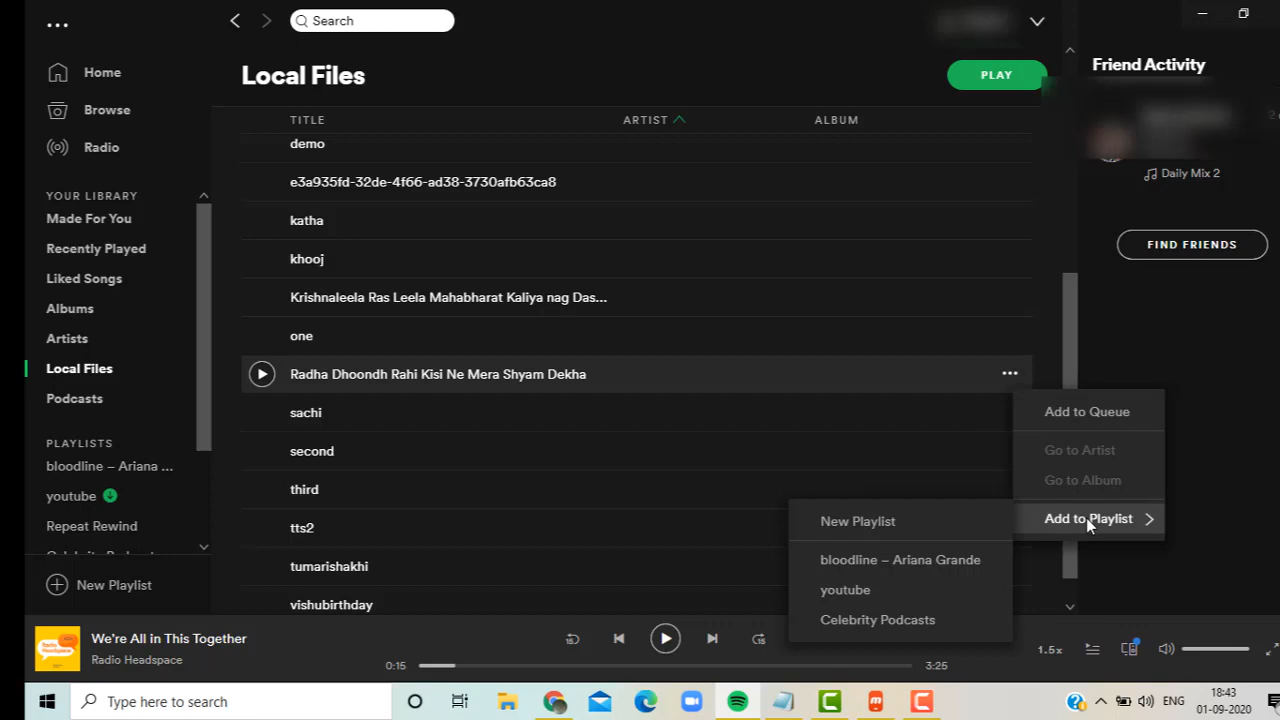 Search
Home
Browse
Radio
YOUR LIBRARY
Made For You
Recently Played
Liked Songs
Albums
Artists
Local Files
Podcasts
PLAYLISTS
bloodline – Ariana ...
youtube
Repeat Rewind
New Playlist
Local Files
PLAY
TITLE ARTIST ALBUM
demo
e3a935fd-32de-4f66-ad38-3730afb63ca8
katha
khooj
Krishnaleela Ras Leela Mahabharat Kaliya nag Das...
one
Radha Dhoondh Rahi Kisi Ne Mera Shyam Dekha
sachi
second
third
tts2
tumarishakhi
vishubirthday
Add to Queue
Go to Artist
Go to Album
Add to Playlist
New Playlist
bloodline – Ariana Grande
youtube
Celebrity Podcasts
Friend Activity
Daily Mix 2
FIND FRIENDS
We're All in This Together
Radio Headspace
0:15
3:25
1.5x
Type here to search
ENG
18:43
01-09-2020